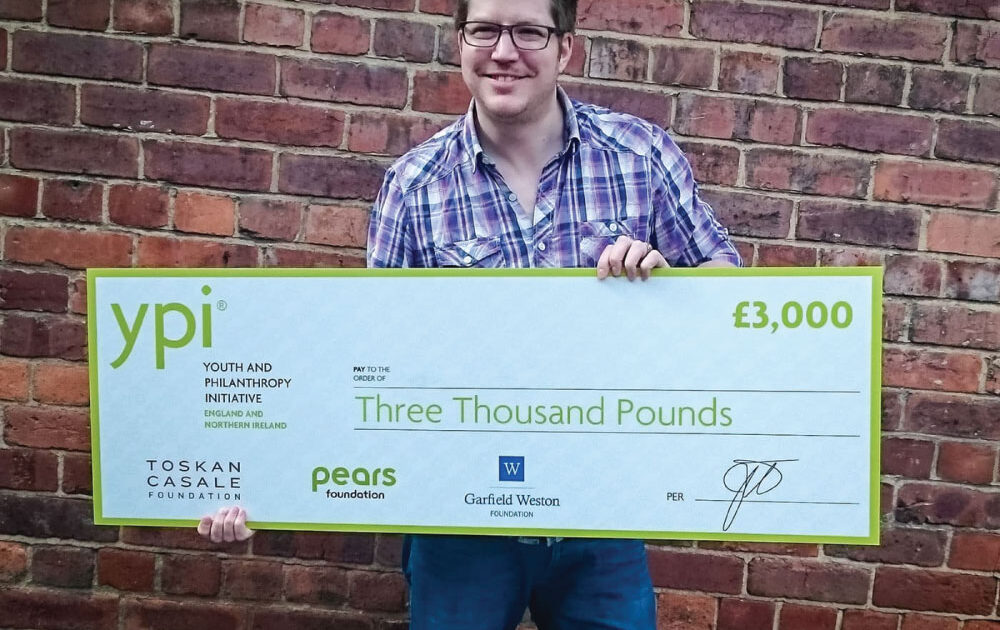 ypi®
£3,000
YOUTH AND
PHILANTHROPY
INITIATIVE
ENGLAND AND
NORTHERN IRELAND
PAY TO THE
ORDER OF
Three Thousand Pounds
TOSKAN
CASALE
FOUNDATION
pears
foundation
W
Garfield Weston
FOUNDATION
PER